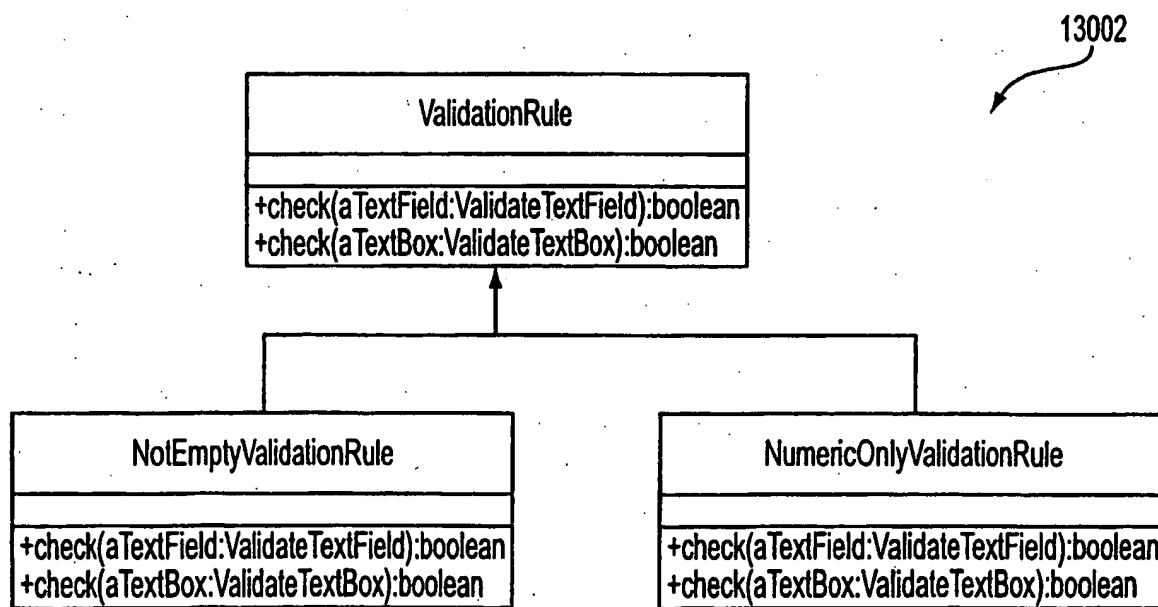 13002
ValidationRule
+check(aTextField:ValidateTextField):boolean
+check(aTextBox:ValidateTextBox):boolean
NotEmptyValidationRule
+check(aTextField:ValidateTextField):boolean
+check(aTextBox:ValidateTextBox):boolean
NumericOnlyValidationRule
+check(aTextField:ValidateTextField):boolean
+check(aTextBox:ValidateTextBox):boolean